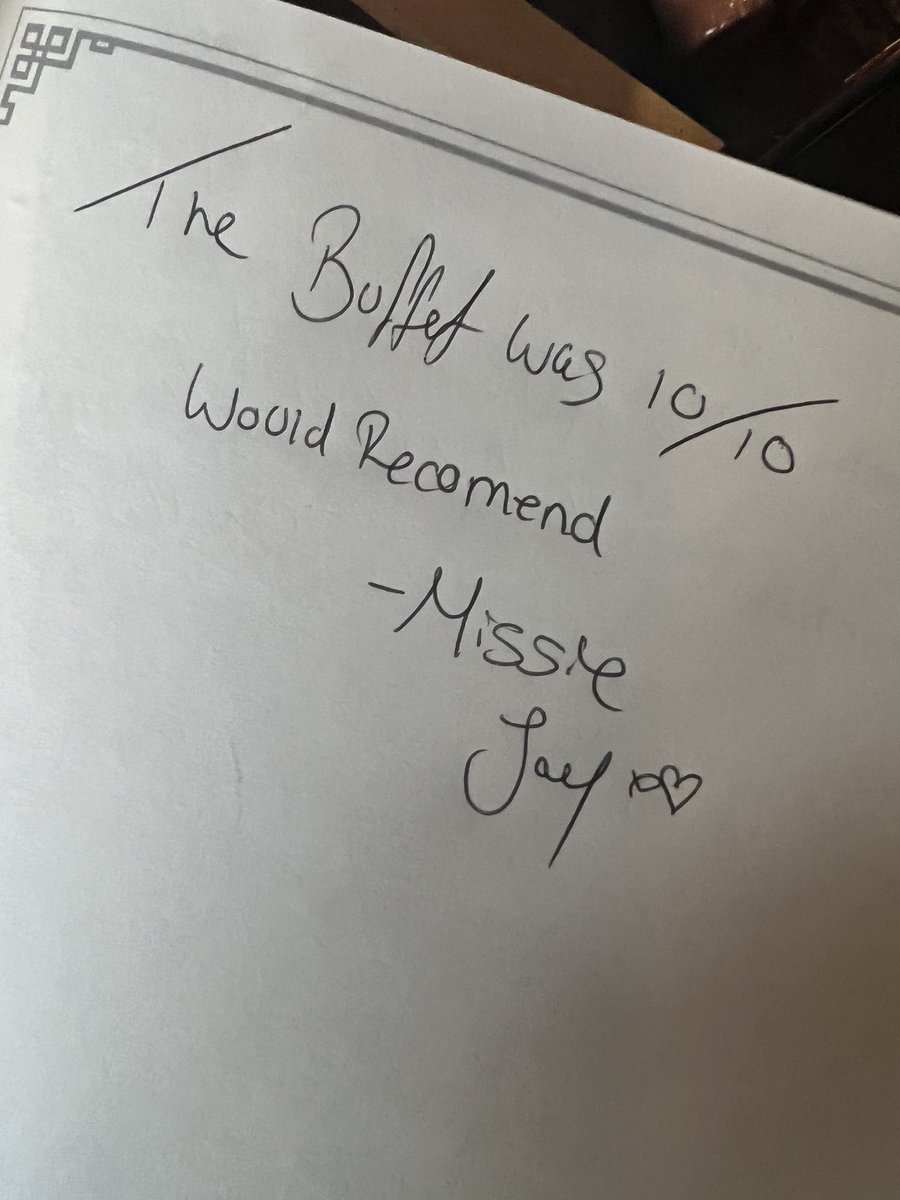 The Buffet was 10/10
Would Recomend
-Missie
Jay x♡